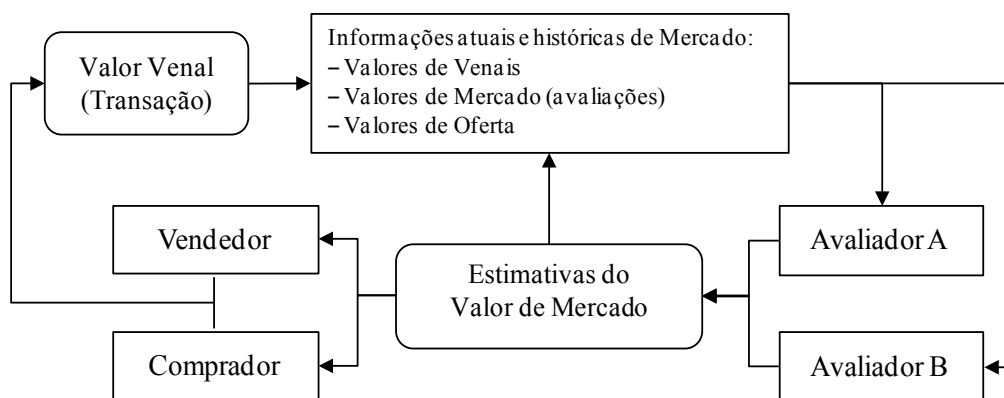 Valor Venal
(Transação)
Informações atuais e históricas de Mercado:
– Valores de Venais
– Valores de Mercado (avaliações)
– Valores de Oferta
Vendedor
Comprador
Estimativas do
Valor de Mercado
Avaliador A
Avaliador B